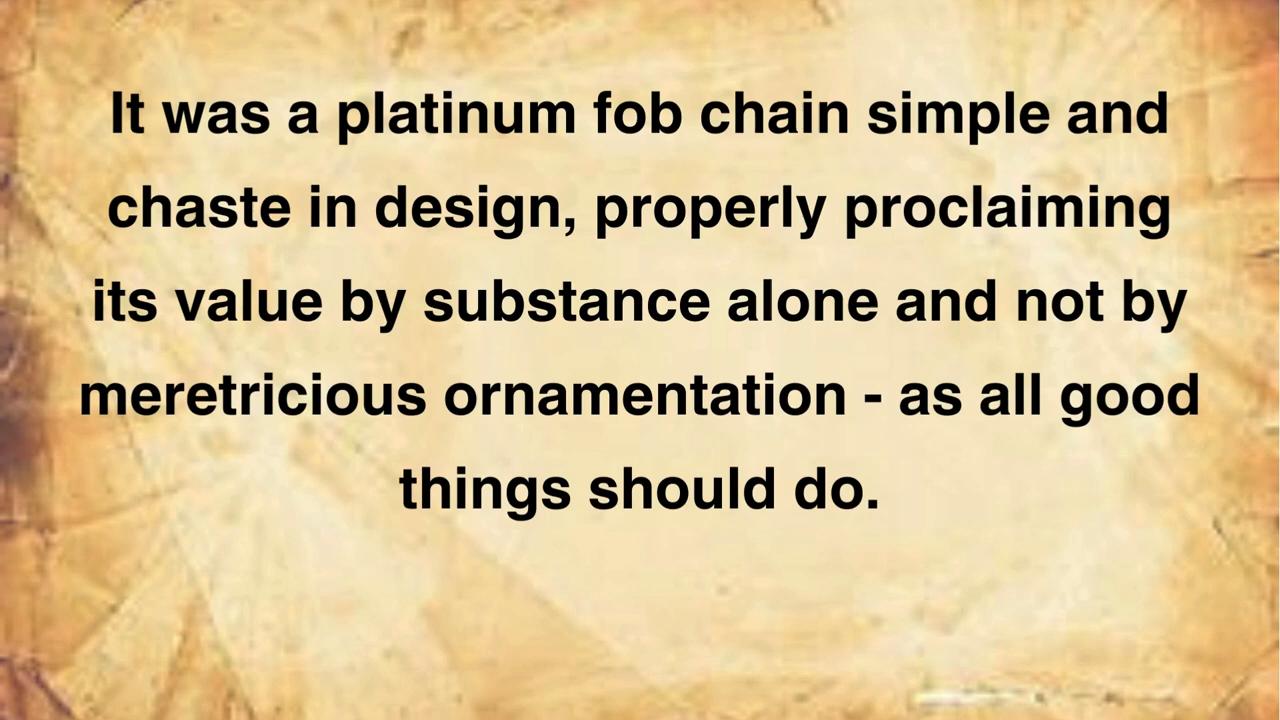 It was a platinum fob chain simple and
chaste in design, properly proclaiming
its value by substance alone and not by
meretricious ornamentation - as all good
things should do.